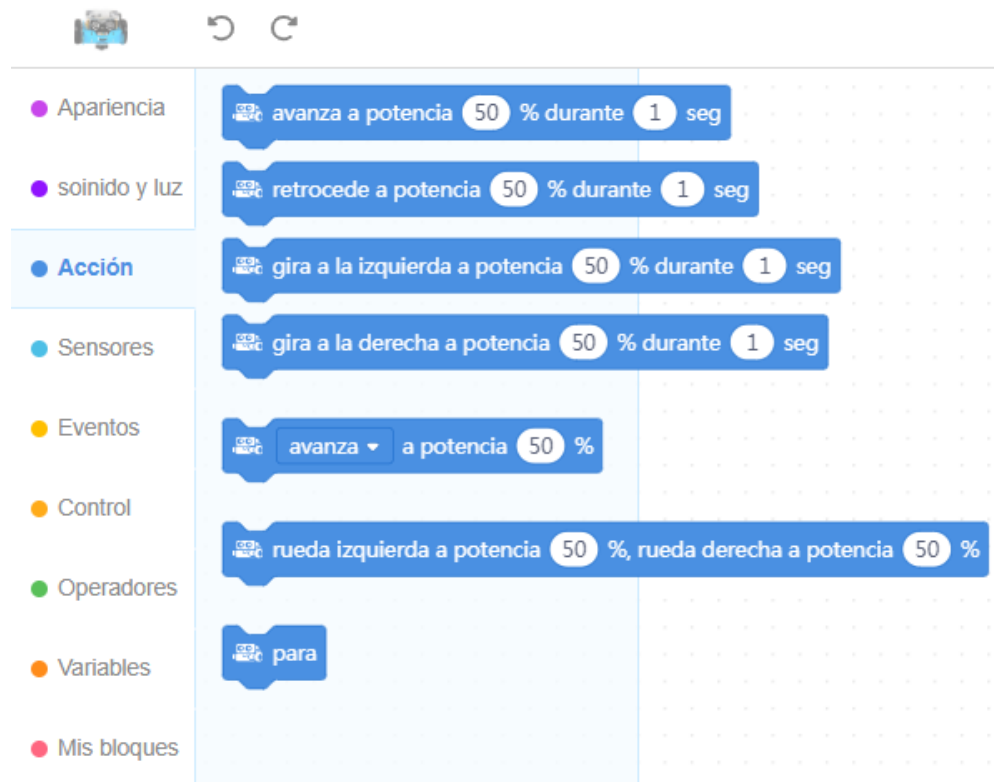 Apariencia
soinido y luz
Acción
Sensores
Eventos
Control
Operadores
Variables
Mis bloques
avanza a potencia 50 % durante 1 seg
retrocede a potencia 50 % durante 1 seg
gira a la izquierda a potencia 50 % durante 1 seg
gira a la derecha a potencia 50 % durante 1 seg
avanza a potencia 50 %
rueda izquierda a potencia 50 %, rueda derecha a potencia 50 %
para